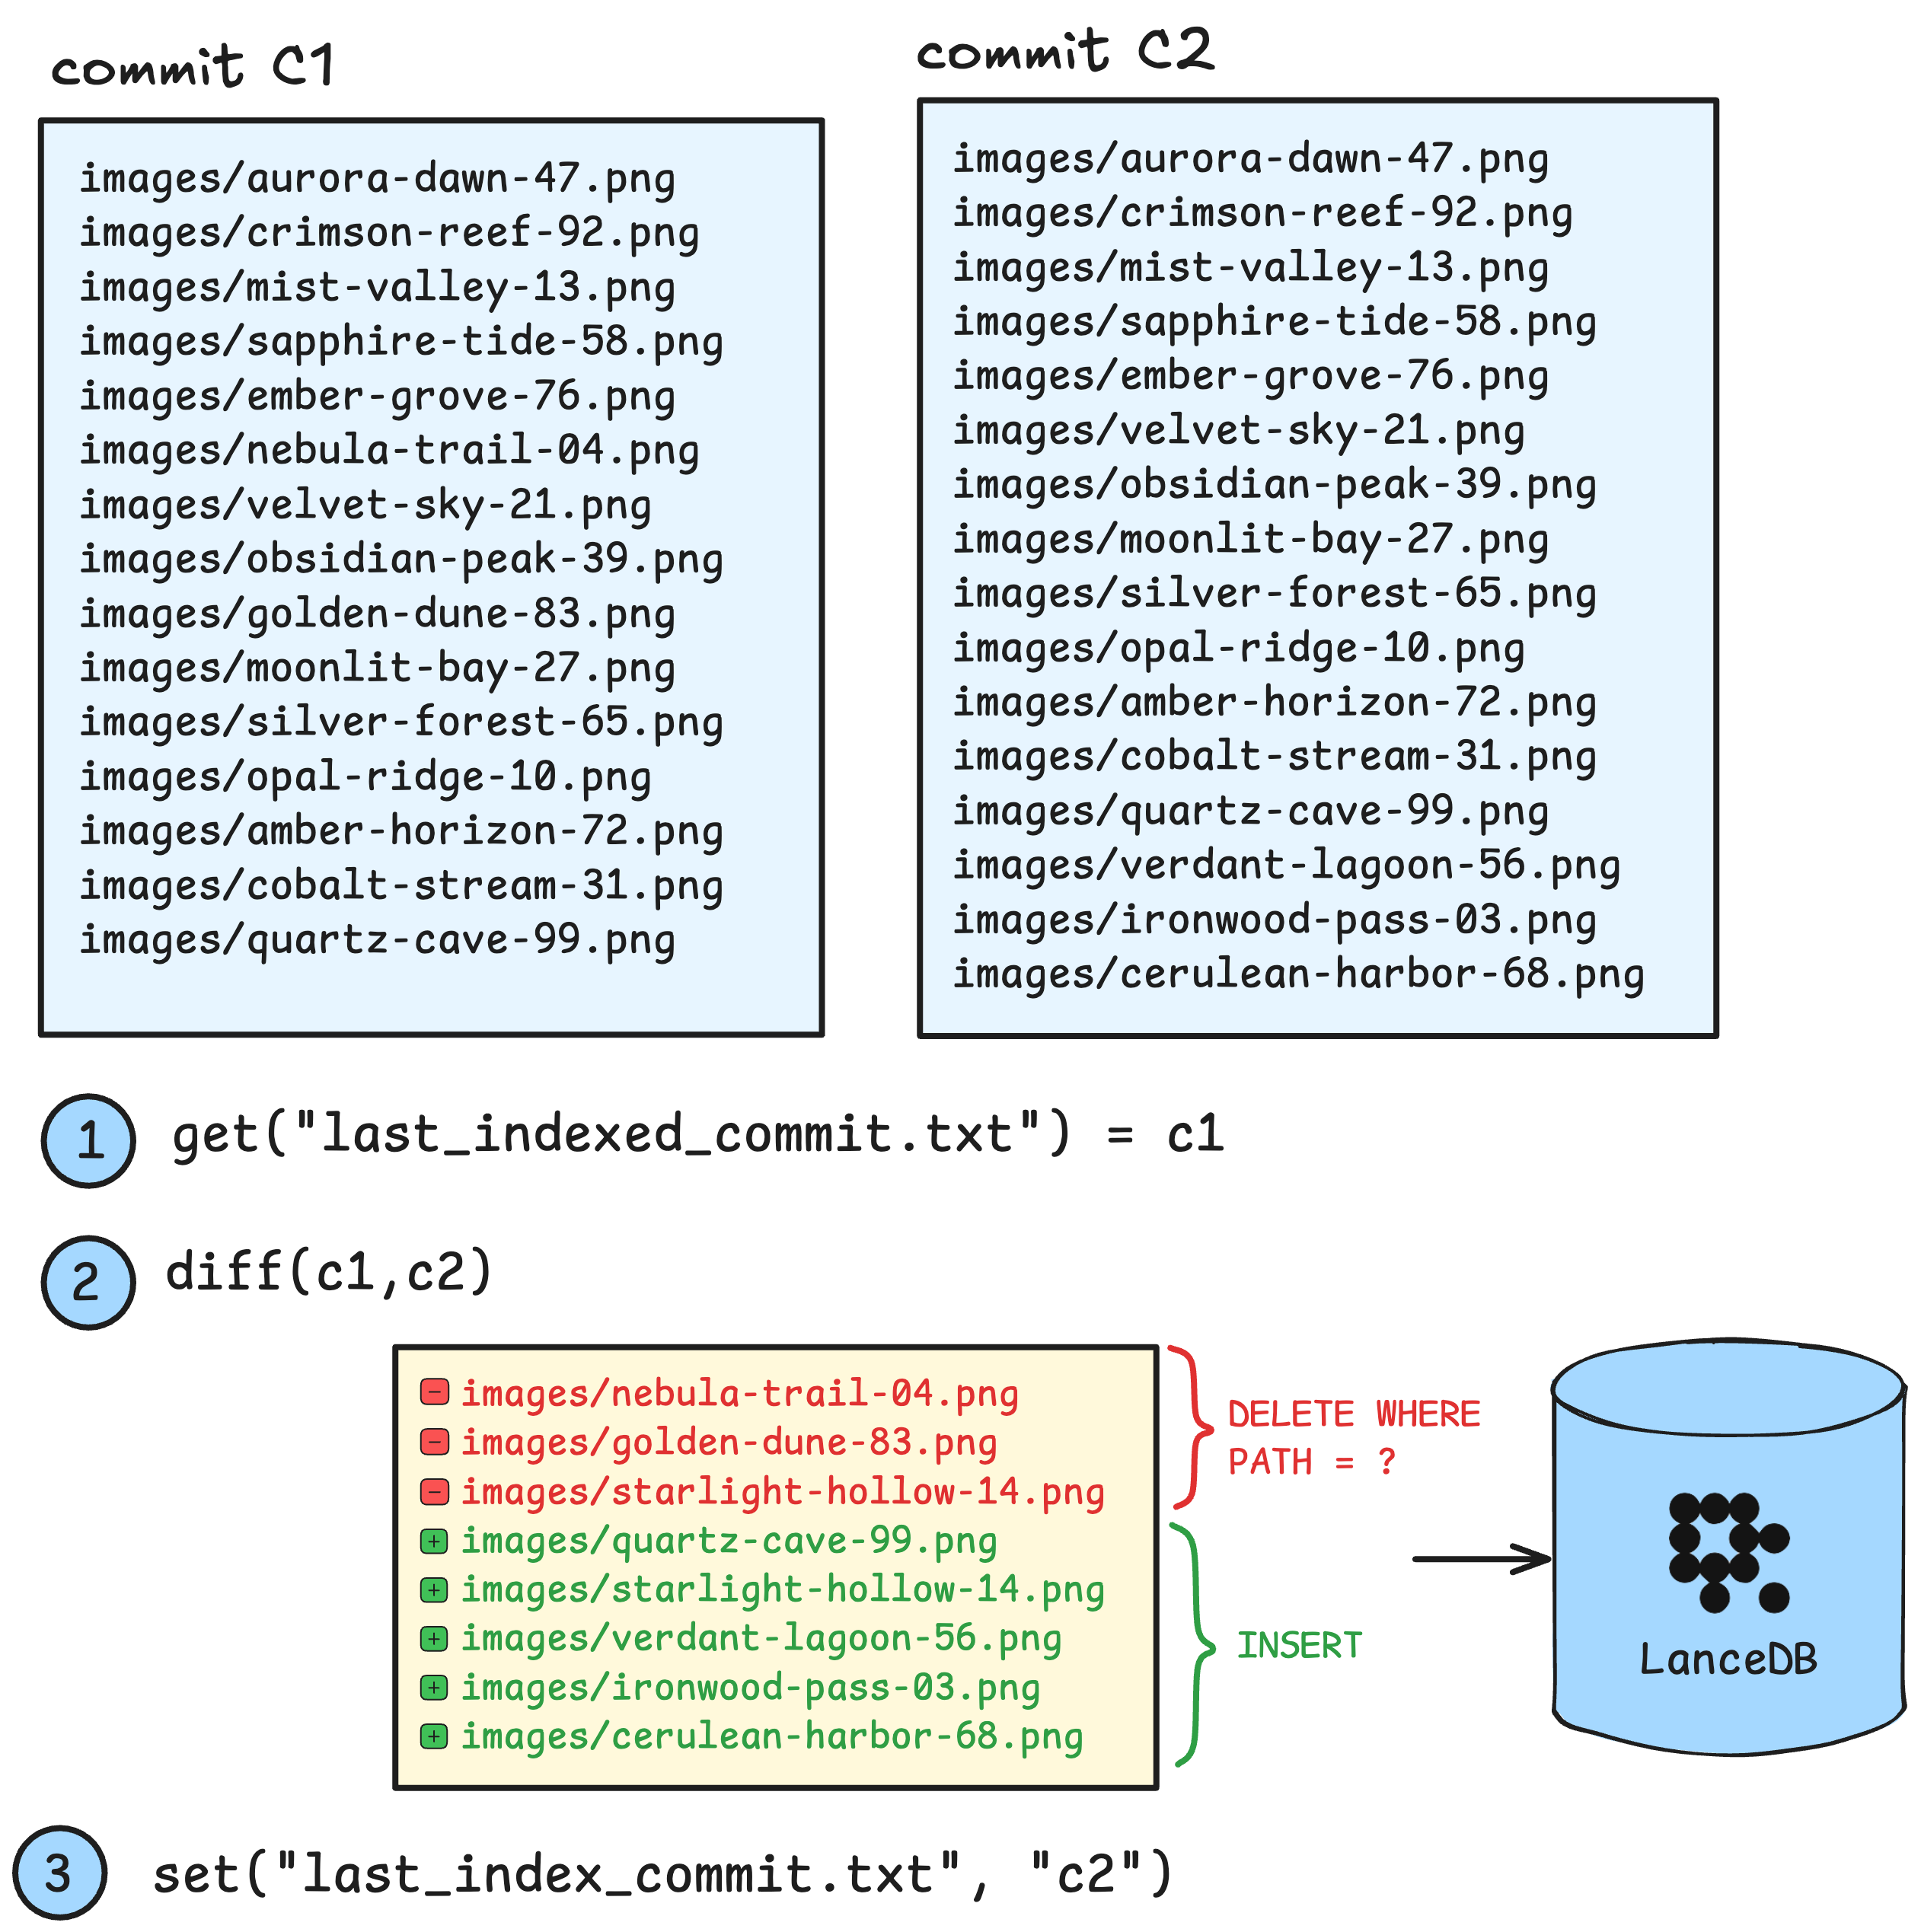 commit C1
images/aurora-dawn-47.png
images/crimson-reef-92.png
images/mist-valley-13.png
images/sapphire-tide-58.png
images/ember-grove-76.png
images/nebula-trail-04.png
images/velvet-sky-21.png
images/obsidian-peak-39.png
images/golden-dune-83.png
images/moonlit-bay-27.png
images/silver-forest-65.png
images/opal-ridge-10.png
images/amber-horizon-72.png
images/cobalt-stream-31.png
images/quartz-cave-99.png
commit C2
images/aurora-dawn-47.png
images/crimson-reef-92.png
images/mist-valley-13.png
images/sapphire-tide-58.png
images/ember-grove-76.png
images/velvet-sky-21.png
images/obsidian-peak-39.png
images/moonlit-bay-27.png
images/silver-forest-65.png
images/opal-ridge-10.png
images/amber-horizon-72.png
images/cobalt-stream-31.png
images/quartz-cave-99.png
images/verdant-lagoon-56.png
images/ironwood-pass-03.png
images/cerulean-harbor-68.png
1 get("last_indexed_commit.txt") = c1
2 diff(c1,c2)
- images/nebula-trail-04.png
- images/golden-dune-83.png
- images/starlight-hollow-14.png
+ images/quartz-cave-99.png
+ images/starlight-hollow-14.png
+ images/verdant-lagoon-56.png
+ images/ironwood-pass-03.png
+ images/cerulean-harbor-68.png
DELETE WHERE
PATH = ?
INSERT
LanceDB
3 set("last_index_commit.txt", "c2")